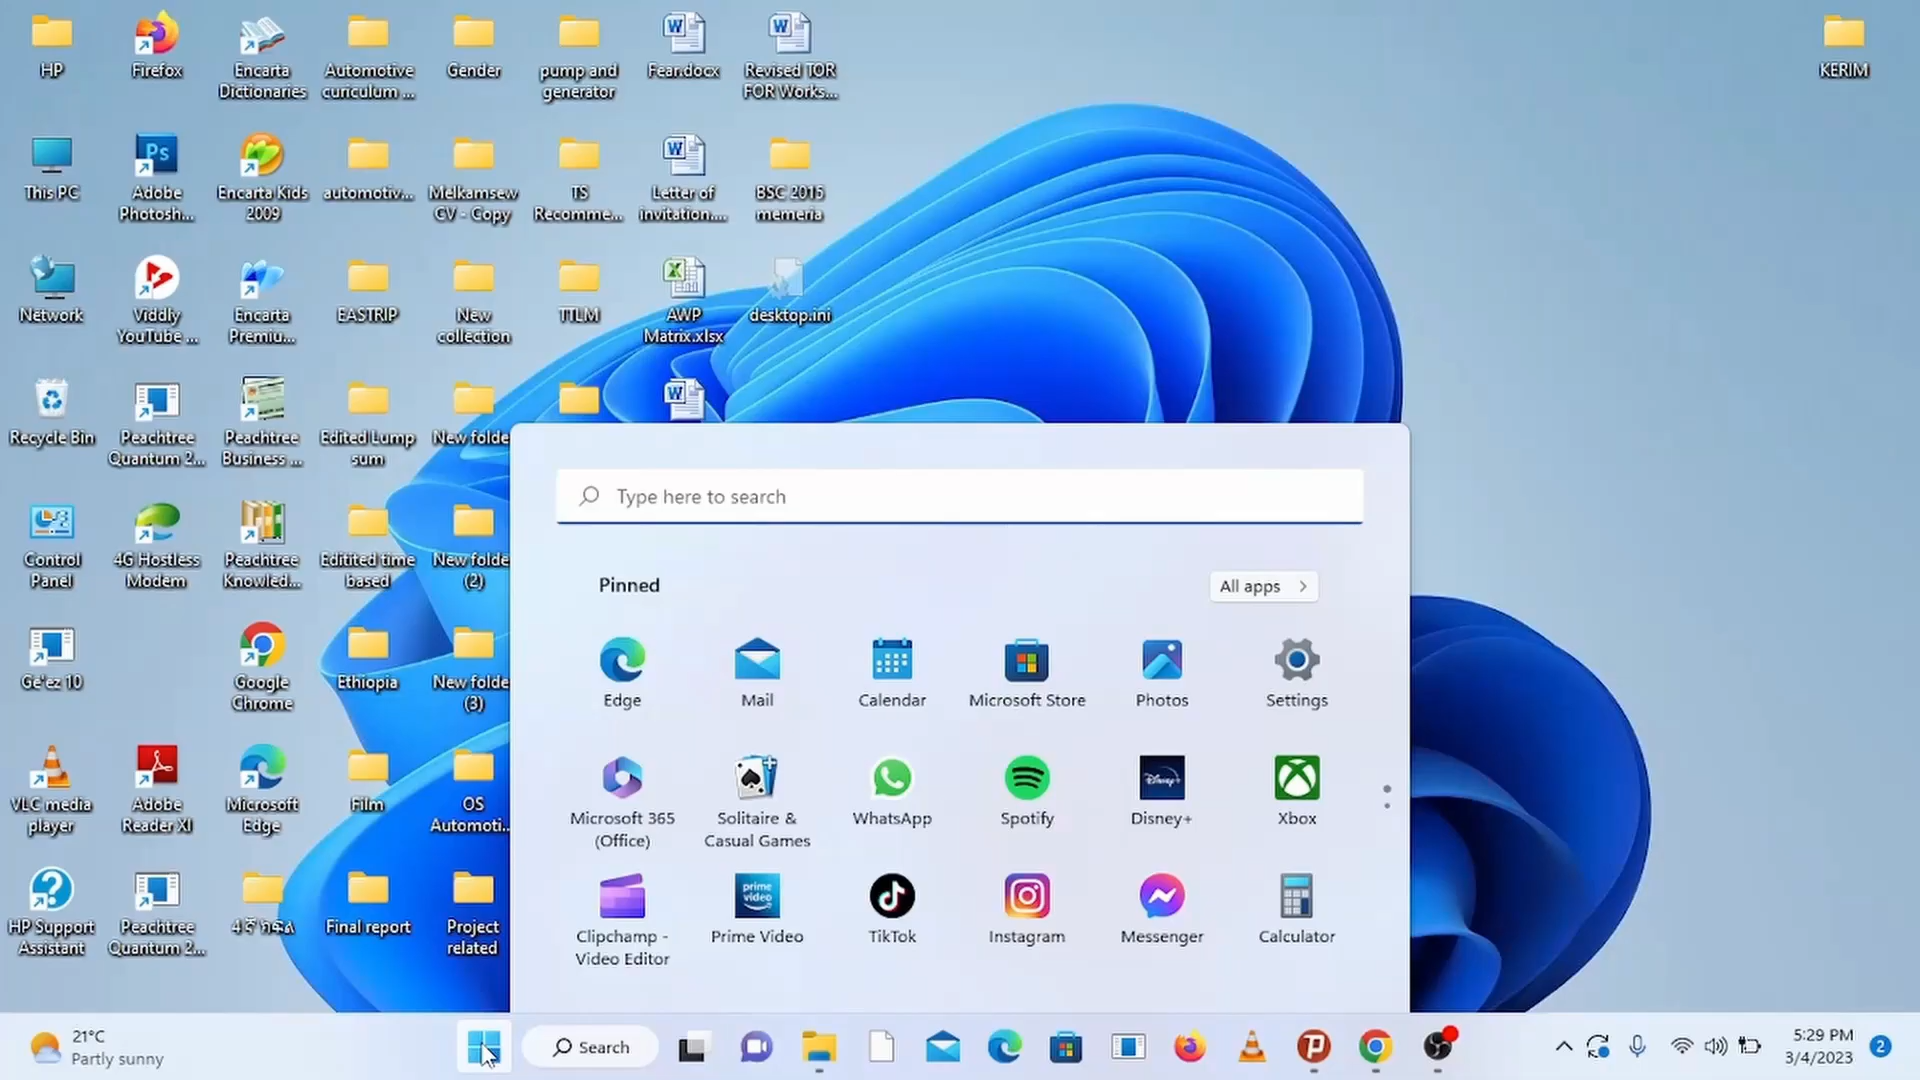 HP
Firefox
Encarta
Dictionaries
Automotive
curiculum ...
Gender
pump and
generator
Fear.docx
Revised TOR
FOR Works...
KERIM
This PC
Adobe
Photosh...
Encarta Kids
2009
automotiv...
Melkamsew
CV - Copy
TS
Recomme...
Letter of
invitation....
BSC 2015
memeria
Network
Viddly
YouTube ...
Encarta
Premiu...
EASTRIP
New
collection
TTLM
AWP
Matrix.xlsx
desktop.ini
Recycle Bin
Peachtree
Quantum 2...
Peachtree
Business ...
Edited Lump
sum
New folde
Control
Panel
4G Hostless
Modem
Peachtree
Knowled...
Editited time
based
New folde
(2)
Ge'ez 10
Google
Chrome
Ethiopia
New folde
(3)
VLC media
player
Adobe
Reader XI
Microsoft
Edge
Film
OS
Automoti..
HP Support
Assistant
Peachtree
Quantum 2...
Final report
Project
related
Type here to search
Pinned
All apps
Edge
Mail
Calendar
Microsoft Store
Photos
Settings
Microsoft 365
(Office)
Solitaire &
Casual Games
WhatsApp
Spotify
Disney+
Disney+
Xbox
prime
video
Clipchamp -
Video Editor
Prime Video
TikTok
Instagram
Messenger
Calculator
21°C
Partly sunny
Search
5:29 PM
3/4/2023
2